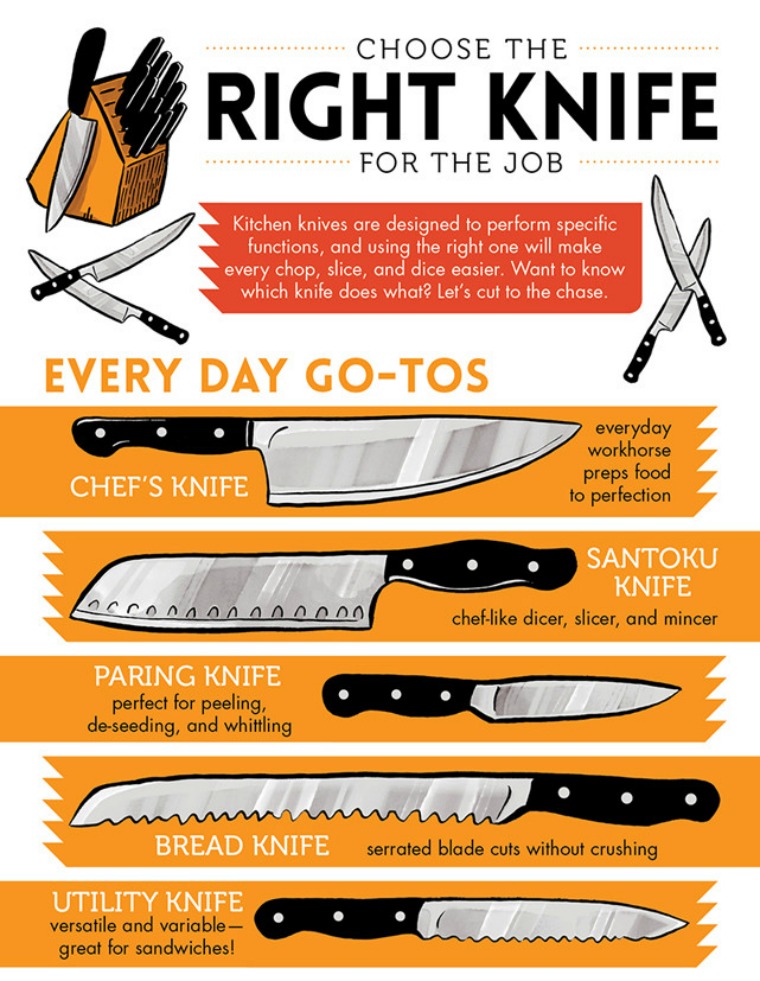 CHOOSE THE
RIGHT KNIFE
FOR THE JOB
Kitchen knives are designed to perform specific
functions, and using the right one will make
every chop, slice, and dice easier. Want to know
which knife does what? Let's cut to the chase.
EVERY DAY GO-TOS
CHEF'S KNIFE
everyday
workhorse
preps food
to perfection
SANTOKU
KNIFE
chef-like dicer, slicer, and mincer
PARING KNIFE
perfect for peeling,
de-seeding, and whittling
BREAD KNIFE
serrated blade cuts without crushing
UTILITY KNIFE
versatile and variable—
great for sandwiches!